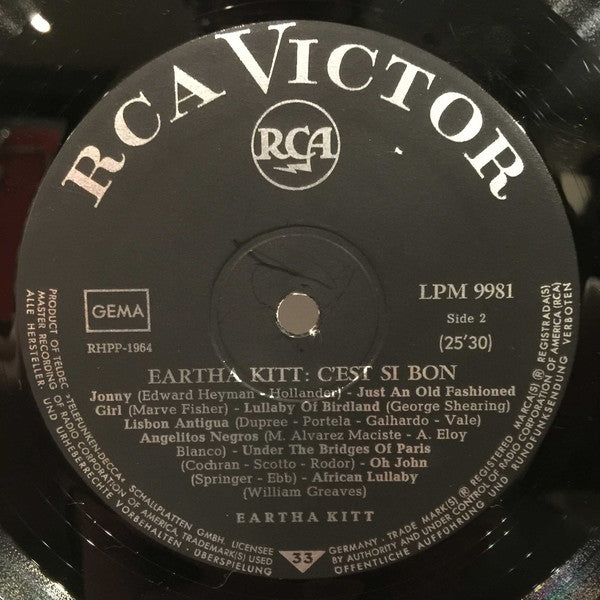 RCA VICTOR
RCA
GEMA
RHPP-1964
LPM 9981
Side 2
(25'30)
EARTHA KITT: C'EST SI BON
Jonny (Edward Heyman - Hollander) - Just An Old Fashioned
Girl (Marve Fisher) - Lullaby Of Birdland (George Shearing)
Lisbon Antigua (Dupree - Portela - Galhardo - Vale)
Angelitos Negros (M. Alvarez Maciste - A. Eloy
Blanco) - Under The Bridges Of Paris
(Cochran - Scotto - Rodor) - Oh John
(Springer - Ebb) - African Lullaby
(William Greaves)
EARTHA KITT
33
PRODUCT OF TELDEC »TELEFUNKEN-DECCA« SCHALLPLATTEN GMBH, LICENSEE
MASTER RECORDING OF RADIO CORPORATION OF AMERICA, TRADEMARK(S) USED
ALLE HERSTELLER- UND URHEBERRECHTE VORBEHALTEN · ÜBERSPIELUNG
GERMANY - TRADE MARK(S) ® REGISTERED MARCA(S) ® REGISTRADA(S)
BY AUTHORITY AND UNDER CONTROL OF RADIO CORPORATION OF AMERICA (RCA)
ÖFFENTLICHE AUFFÜHRUNG UND RUNDFUNKSENDUNG VERBOTEN